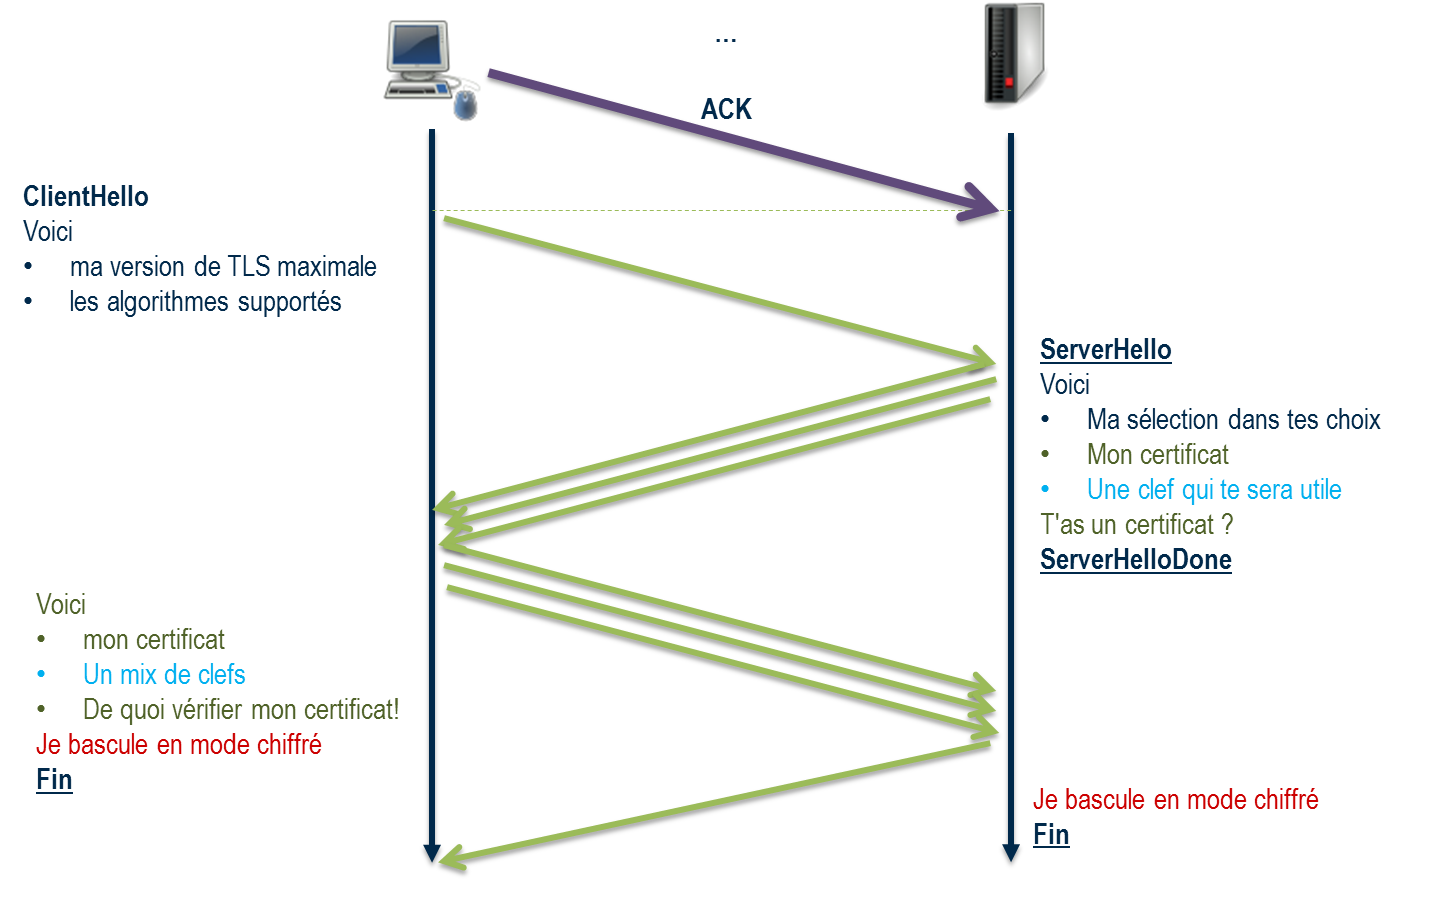 ...
ACK
ClientHello
Voici
• ma version de TLS maximale
• les algorithmes supportés
ServerHello
Voici
• Ma sélection dans tes choix
• Mon certificat
• Une clef qui te sera utile
T'as un certificat ?
ServerHelloDone
Voici
• mon certificat
• Un mix de clefs
• De quoi vérifier mon certificat!
Je bascule en mode chiffré
Fin
Je bascule en mode chiffré
Fin